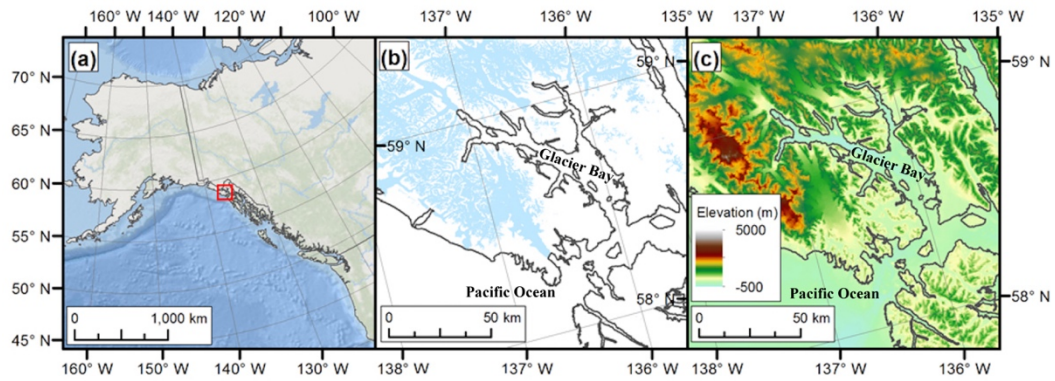 160° W 140° W 120° W 100° W
137° W 136° W 135° W
137° W 136° W 135° W
(a)
70° N
65° N
60° N
55° N
50° N
45° N
0 1,000 km
160° W 150° W 140° W 130° W
(b)
59° N
59° N
Glacier Bay
Pacific Ocean
58° N
0 50 km
138° W 137° W 136° W
(c)
59° N
Glacier Bay
Elevation (m)
5000
-500
Pacific Ocean
58° N
0 50 km
138° W 137° W 136° W